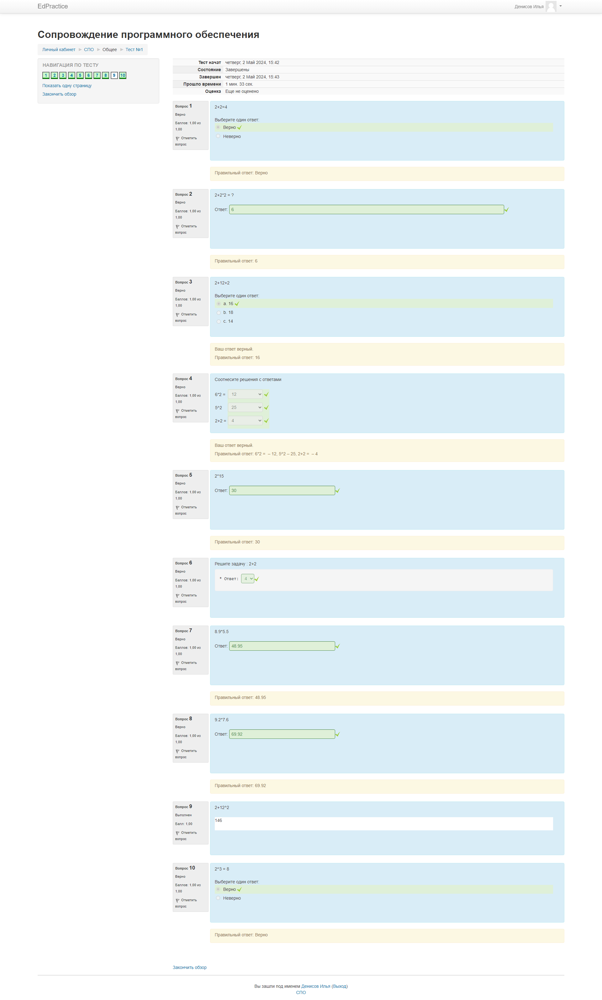 EdPractice
Денисов Илья
Сопровождение программного обеспечения
Личный кабинет ► СПО ► Общее ► Тест №1
НАВИГАЦИЯ ПО ТЕСТУ
1 2 3 4 5 6 7 8 9 10
Показать одну страницу
Закончить обзор
Тест начат четверг, 2 Май 2024, 15:42
Состояние Завершены
Завершен четверг, 2 Май 2024, 15:43
Прошло времени 1 мин. 33 сек.
Оценка Еще не оценено
Вопрос 1
Верно
Баллов: 1,00 из
1,00
Отметить
вопрос
2+2=4
Выберите один ответ:
Верно
Неверно
Правильный ответ: Верно
Вопрос 2
Верно
Баллов: 1,00 из
1,00
Отметить
вопрос
2+2*2 = ?
Ответ: 6
Правильный ответ: 6
Вопрос 3
Верно
Баллов: 1,00 из
1,00
Отметить
вопрос
2+12+2
Выберите один ответ:
a. 16
b. 18
c. 14
Ваш ответ верный.
Правильный ответ: 16
Вопрос 4
Верно
Баллов: 1,00 из
1,00
Отметить
вопрос
Соотнесите решения с ответами
6*2 = 12
5^2 25
2+2 = 4
Ваш ответ верный.
Правильный ответ: 6*2 = – 12, 5^2 – 25, 2+2 = – 4
Вопрос 5
Верно
Баллов: 1,00 из
1,00
Отметить
вопрос
2*15
Ответ: 30
Правильный ответ: 30
Вопрос 6
Верно
Баллов: 1,00 из
1,00
Отметить
вопрос
Решите задачу : 2+2
* Ответ: 4
Вопрос 7
Верно
Баллов: 1,00 из
1,00
Отметить
вопрос
8.9*5.5
Ответ: 48.95
Правильный ответ: 48.95
Вопрос 8
Верно
Баллов: 1,00 из
1,00
Отметить
вопрос
9.2*7.6
Ответ: 69.92
Правильный ответ: 69.92
Вопрос 9
Выполнен
Балл: 1,00
Отметить
вопрос
2+12^2
146
Вопрос 10
Верно
Баллов: 1,00 из
1,00
Отметить
вопрос
2^3 = 8
Выберите один ответ:
Верно
Неверно
Правильный ответ: Верно
Закончить обзор
Вы зашли под именем Денисов Илья (Выход)
СПО